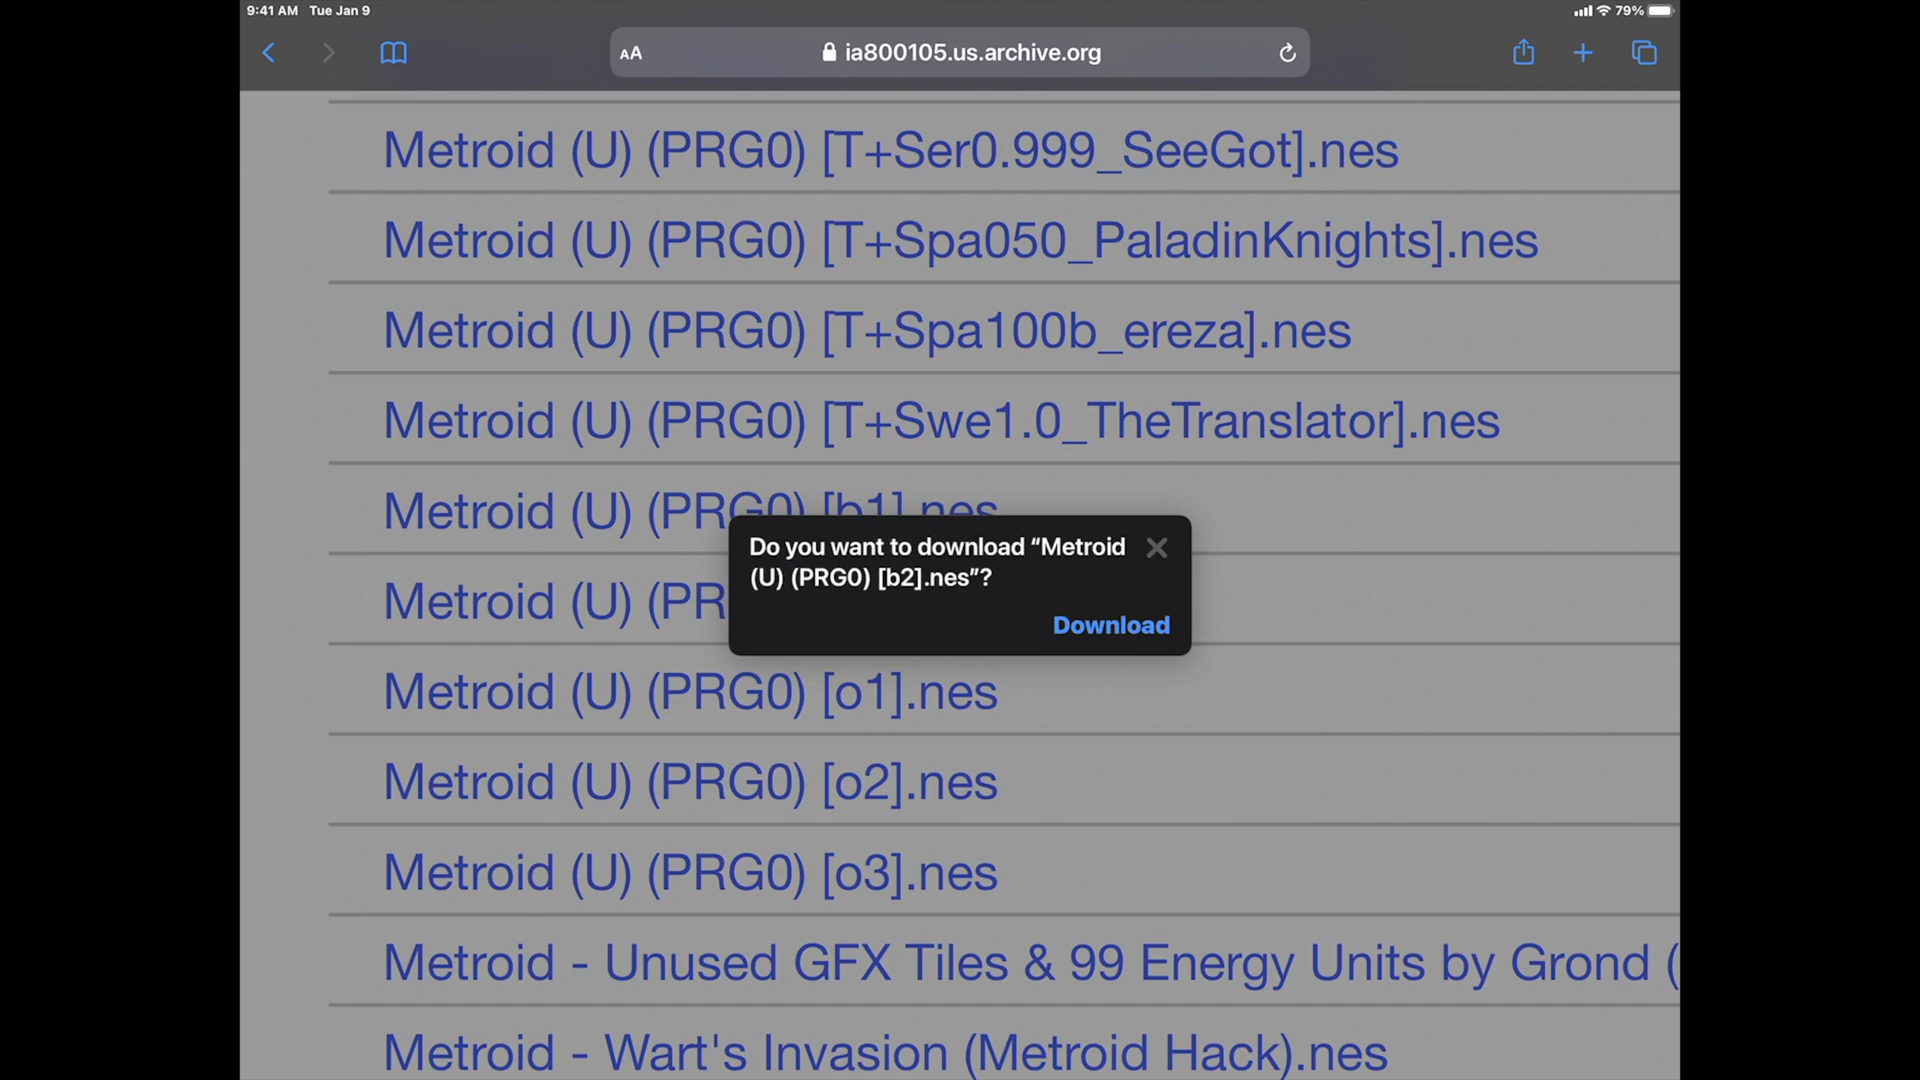 9:41 AM Tue Jan 9 79%
AA ia800105.us.archive.org
Metroid (U) (PRG0) [T+Ser0.999_SeeGot].nes
Metroid (U) (PRG0) [T+Spa050_PaladinKnights].nes
Metroid (U) (PRG0) [T+Spa100b_ereza].nes
Metroid (U) (PRG0) [T+Swe1.0_TheTranslator].nes
Metroid (U) (PRG0) [b1].nes
Do you want to download “Metroid
(U) (PRG0) [b2].nes”?
Metroid (U) (PR
Download
Metroid (U) (PRG0) [o1].nes
Metroid (U) (PRG0) [o2].nes
Metroid (U) (PRG0) [o3].nes
Metroid - Unused GFX Tiles & 99 Energy Units by Grond (
Metroid - Wart's Invasion (Metroid Hack).nes